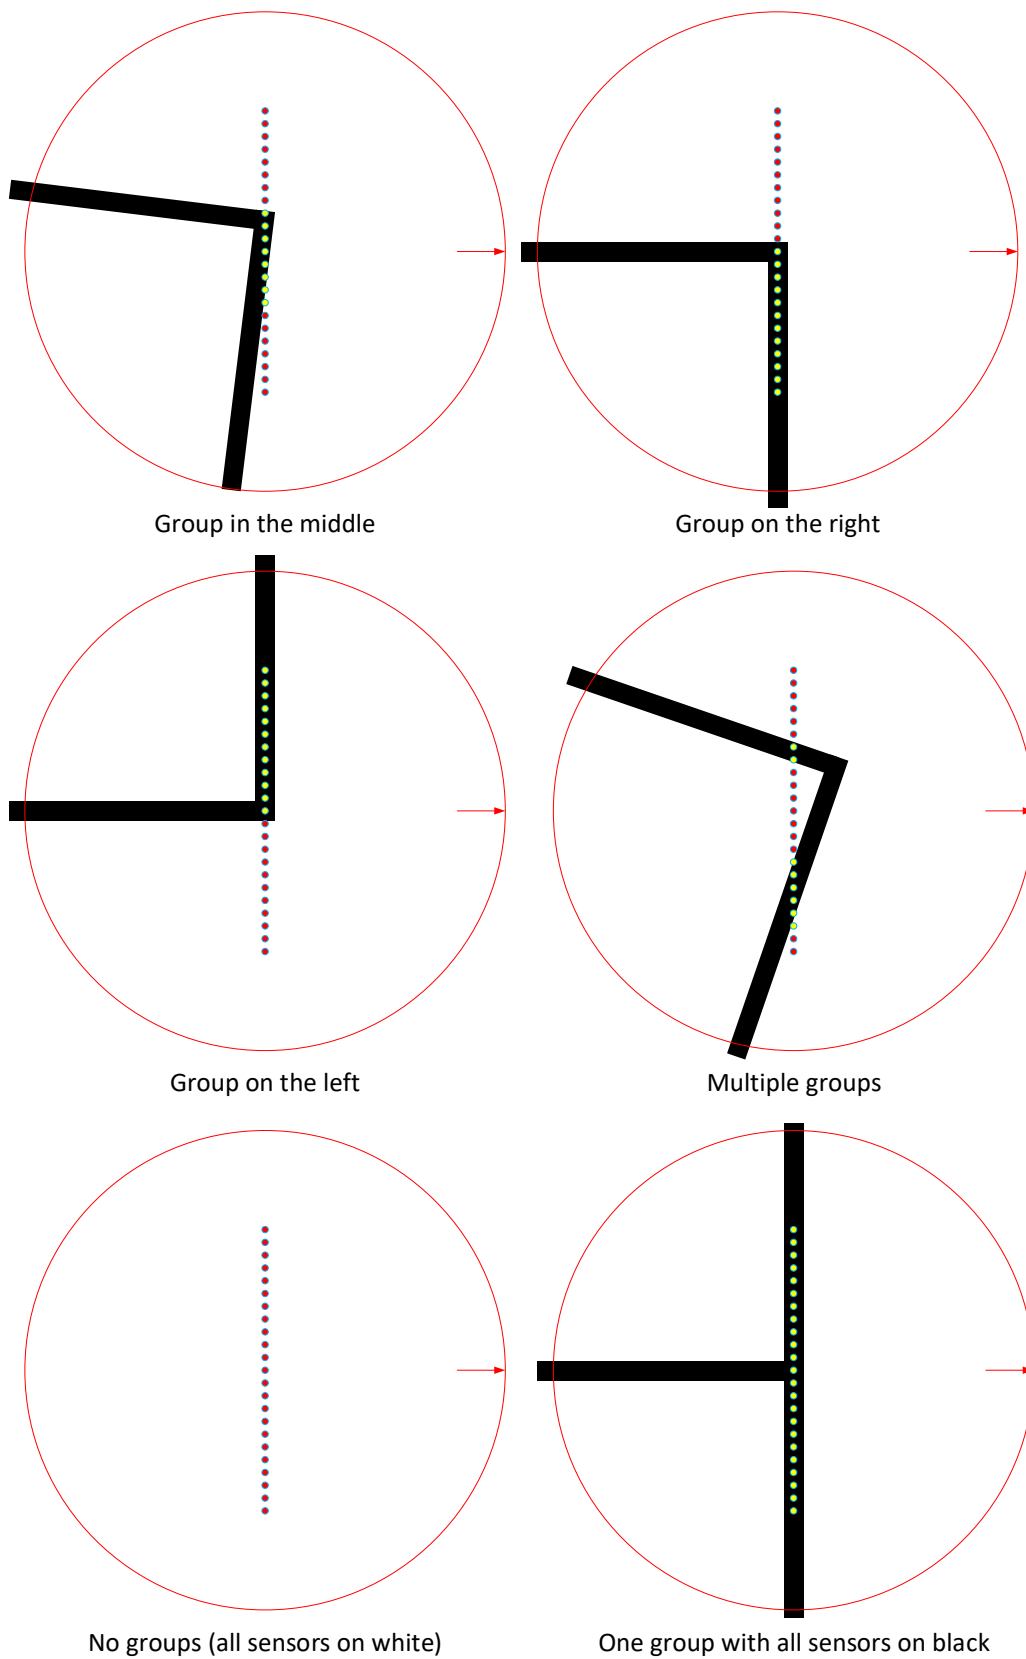 Group in the middle
Group on the right
Group on the left
Multiple groups
No groups (all sensors on white)
One group with all sensors on black